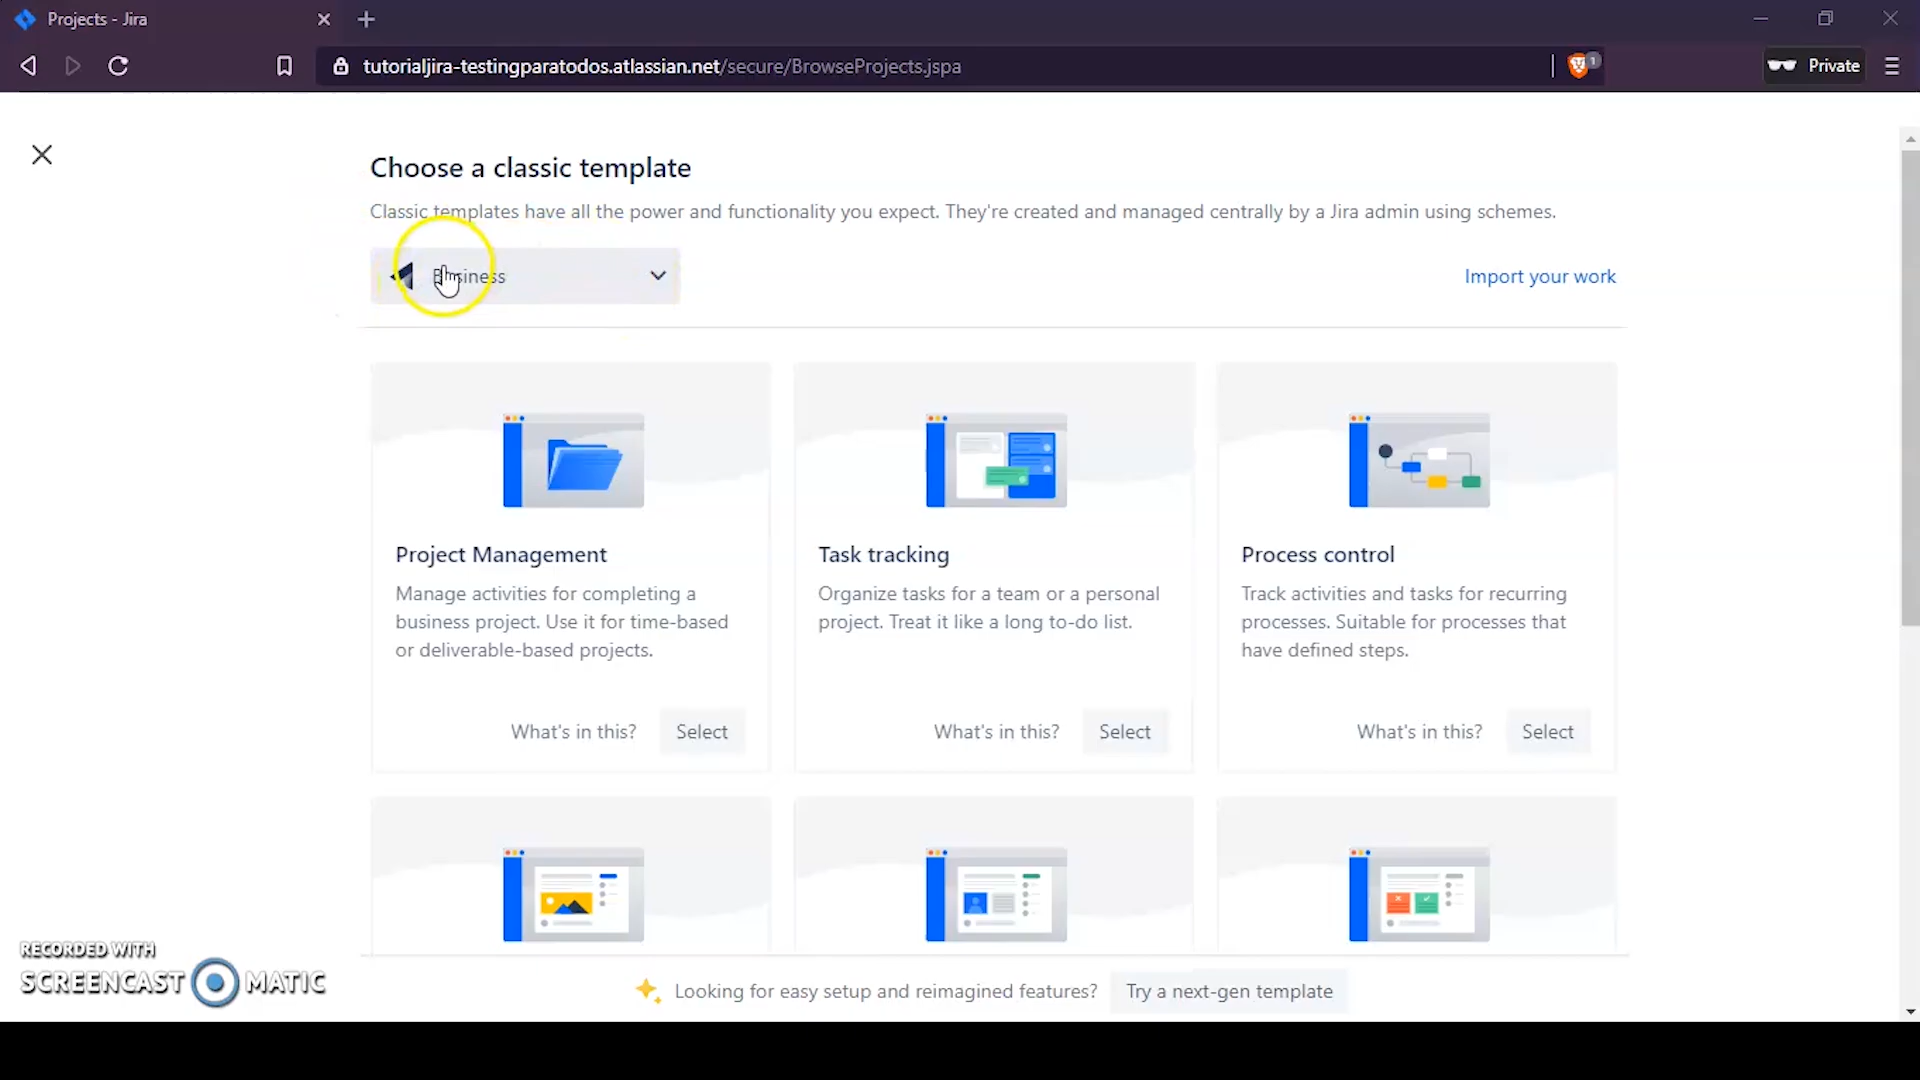 Projects - Jira
tutorialjira-testingparatodos.atlassian.net/secure/BrowseProjects.jspa
1
Private
Choose a classic template
Classic templates have all the power and functionality you expect. They're created and managed centrally by a Jira admin using schemes.
Business
Import your work
Project Management
Manage activities for completing a
business project. Use it for time-based
or deliverable-based projects.
What's in this? Select
Task tracking
Organize tasks for a team or a personal
project. Treat it like a long to-do list.
What's in this? Select
Process control
Track activities and tasks for recurring
processes. Suitable for processes that
have defined steps.
What's in this? Select
Looking for easy setup and reimagined features? Try a next-gen template
RECORDED WITH
SCREENCAST MATIC